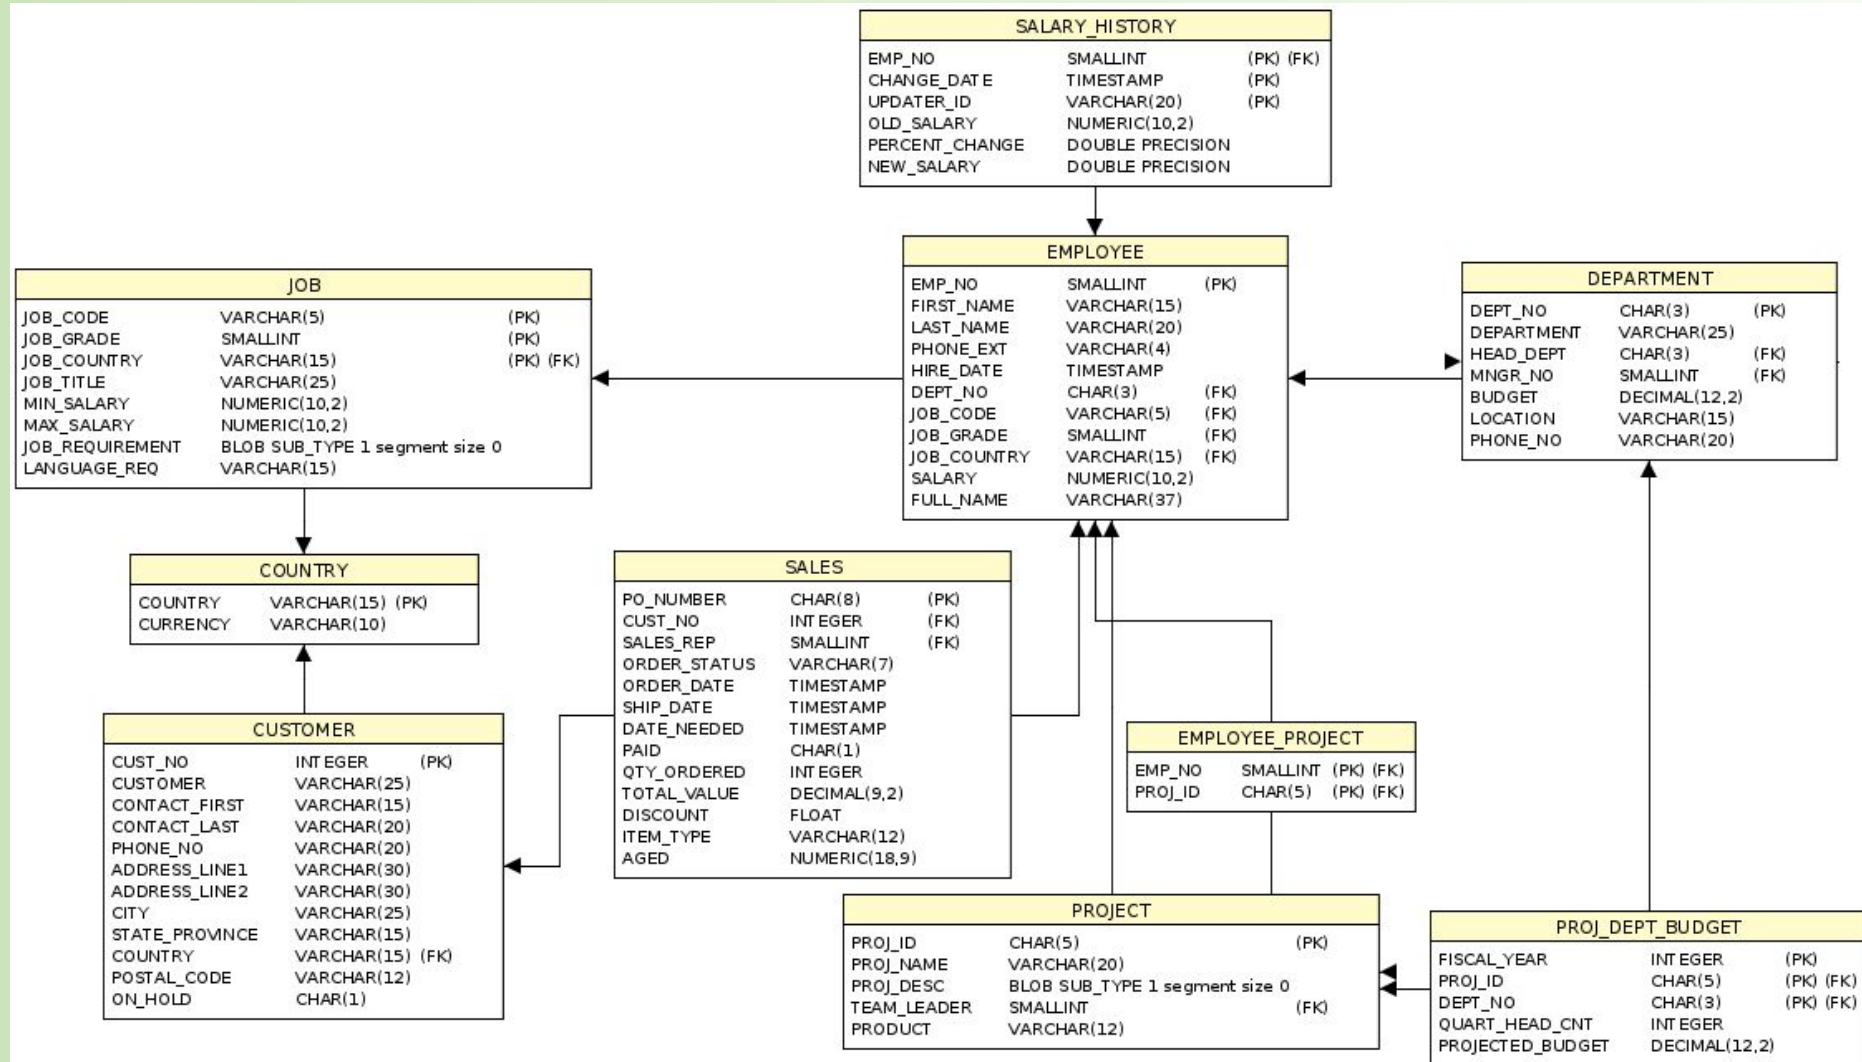 SALARY_HISTORY
EMP_NO SMALLINT (PK) (FK)
CHANGE_DATE TIMESTAMP (PK)
UPDATER_ID VARCHAR(20) (PK)
OLD_SALARY NUMERIC(10,2)
PERCENT_CHANGE DOUBLE PRECISION
NEW_SALARY DOUBLE PRECISION
JOB
JOB_CODE VARCHAR(5) (PK)
JOB_GRADE SMALLINT (PK)
JOB_COUNTRY VARCHAR(15) (PK) (FK)
JOB_TITLE VARCHAR(25)
MIN_SALARY NUMERIC(10,2)
MAX_SALARY NUMERIC(10,2)
JOB_REQUIREMENT BLOB SUB_TYPE 1 segment size 0
LANGUAGE_REQ VARCHAR(15)
EMPLOYEE
EMP_NO SMALLINT (PK)
FIRST_NAME VARCHAR(15)
LAST_NAME VARCHAR(20)
PHONE_EXT VARCHAR(4)
HIRE_DATE TIMESTAMP
DEPT_NO CHAR(3) (FK)
JOB_CODE VARCHAR(5) (FK)
JOB_GRADE SMALLINT (FK)
JOB_COUNTRY VARCHAR(15) (FK)
SALARY NUMERIC(10,2)
FULL_NAME VARCHAR(37)
DEPARTMENT
DEPT_NO CHAR(3) (PK)
DEPARTMENT VARCHAR(25)
HEAD_DEPT CHAR(3) (FK)
MNGR_NO SMALLINT (FK)
BUDGET DECIMAL(12,2)
LOCATION VARCHAR(15)
PHONE_NO VARCHAR(20)
COUNTRY
COUNTRY VARCHAR(15) (PK)
CURRENCY VARCHAR(10)
SALES
PO_NUMBER CHAR(8) (PK)
CUST_NO INTEGER (FK)
SALES_REP SMALLINT (FK)
ORDER_STATUS VARCHAR(7)
ORDER_DATE TIMESTAMP
SHIP_DATE TIMESTAMP
DATE_NEEDED TIMESTAMP
PAID CHAR(1)
QTY_ORDERED INTEGER
TOTAL_VALUE DECIMAL(9,2)
DISCOUNT FLOAT
ITEM_TYPE VARCHAR(12)
AGED NUMERIC(18,9)
CUSTOMER
CUST_NO INTEGER (PK)
CUSTOMER VARCHAR(25)
CONTACT_FIRST VARCHAR(15)
CONTACT_LAST VARCHAR(20)
PHONE_NO VARCHAR(20)
ADDRESS_LINE1 VARCHAR(30)
ADDRESS_LINE2 VARCHAR(30)
CITY VARCHAR(25)
STATE_PROVINCE VARCHAR(15)
COUNTRY VARCHAR(15) (FK)
POSTAL_CODE VARCHAR(12)
ON_HOLD CHAR(1)
EMPLOYEE_PROJECT
EMP_NO SMALLINT (PK) (FK)
PROJ_ID CHAR(5) (PK) (FK)
PROJECT
PROJ_ID CHAR(5) (PK)
PROJ_NAME VARCHAR(20)
PROJ_DESC BLOB SUB_TYPE 1 segment size 0
TEAM_LEADER SMALLINT (FK)
PRODUCT VARCHAR(12)
PROJ_DEPT_BUDGET
FISCAL_YEAR INTEGER (PK)
PROJ_ID CHAR(5) (PK) (FK)
DEPT_NO CHAR(3) (PK) (FK)
QUART_HEAD_CNT INTEGER
PROJECTED_BUDGET DECIMAL(12,2)